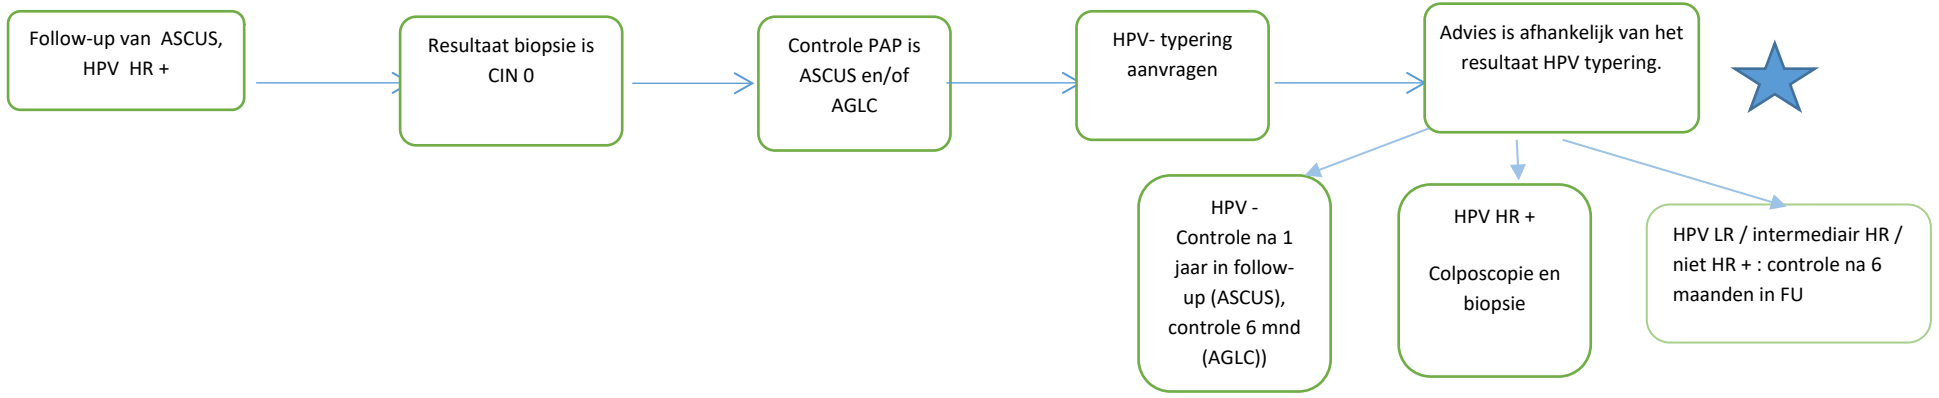 Follow-up van ASCUS,
HPV HR +
Resultaat biopsie is
CIN 0
Controle PAP is
ASCUS en/of
AGLC
HPV- typering
aanvragen
Advies is afhankelijk van het
resultaat HPV typering.
HPV -
Controle na 1
jaar in follow-
up (ASCUS),
controle 6 mnd
(AGLC))
HPV HR +
Colposcopie en
biopsie
HPV LR / intermediair HR /
niet HR + : controle na 6
maanden in FU